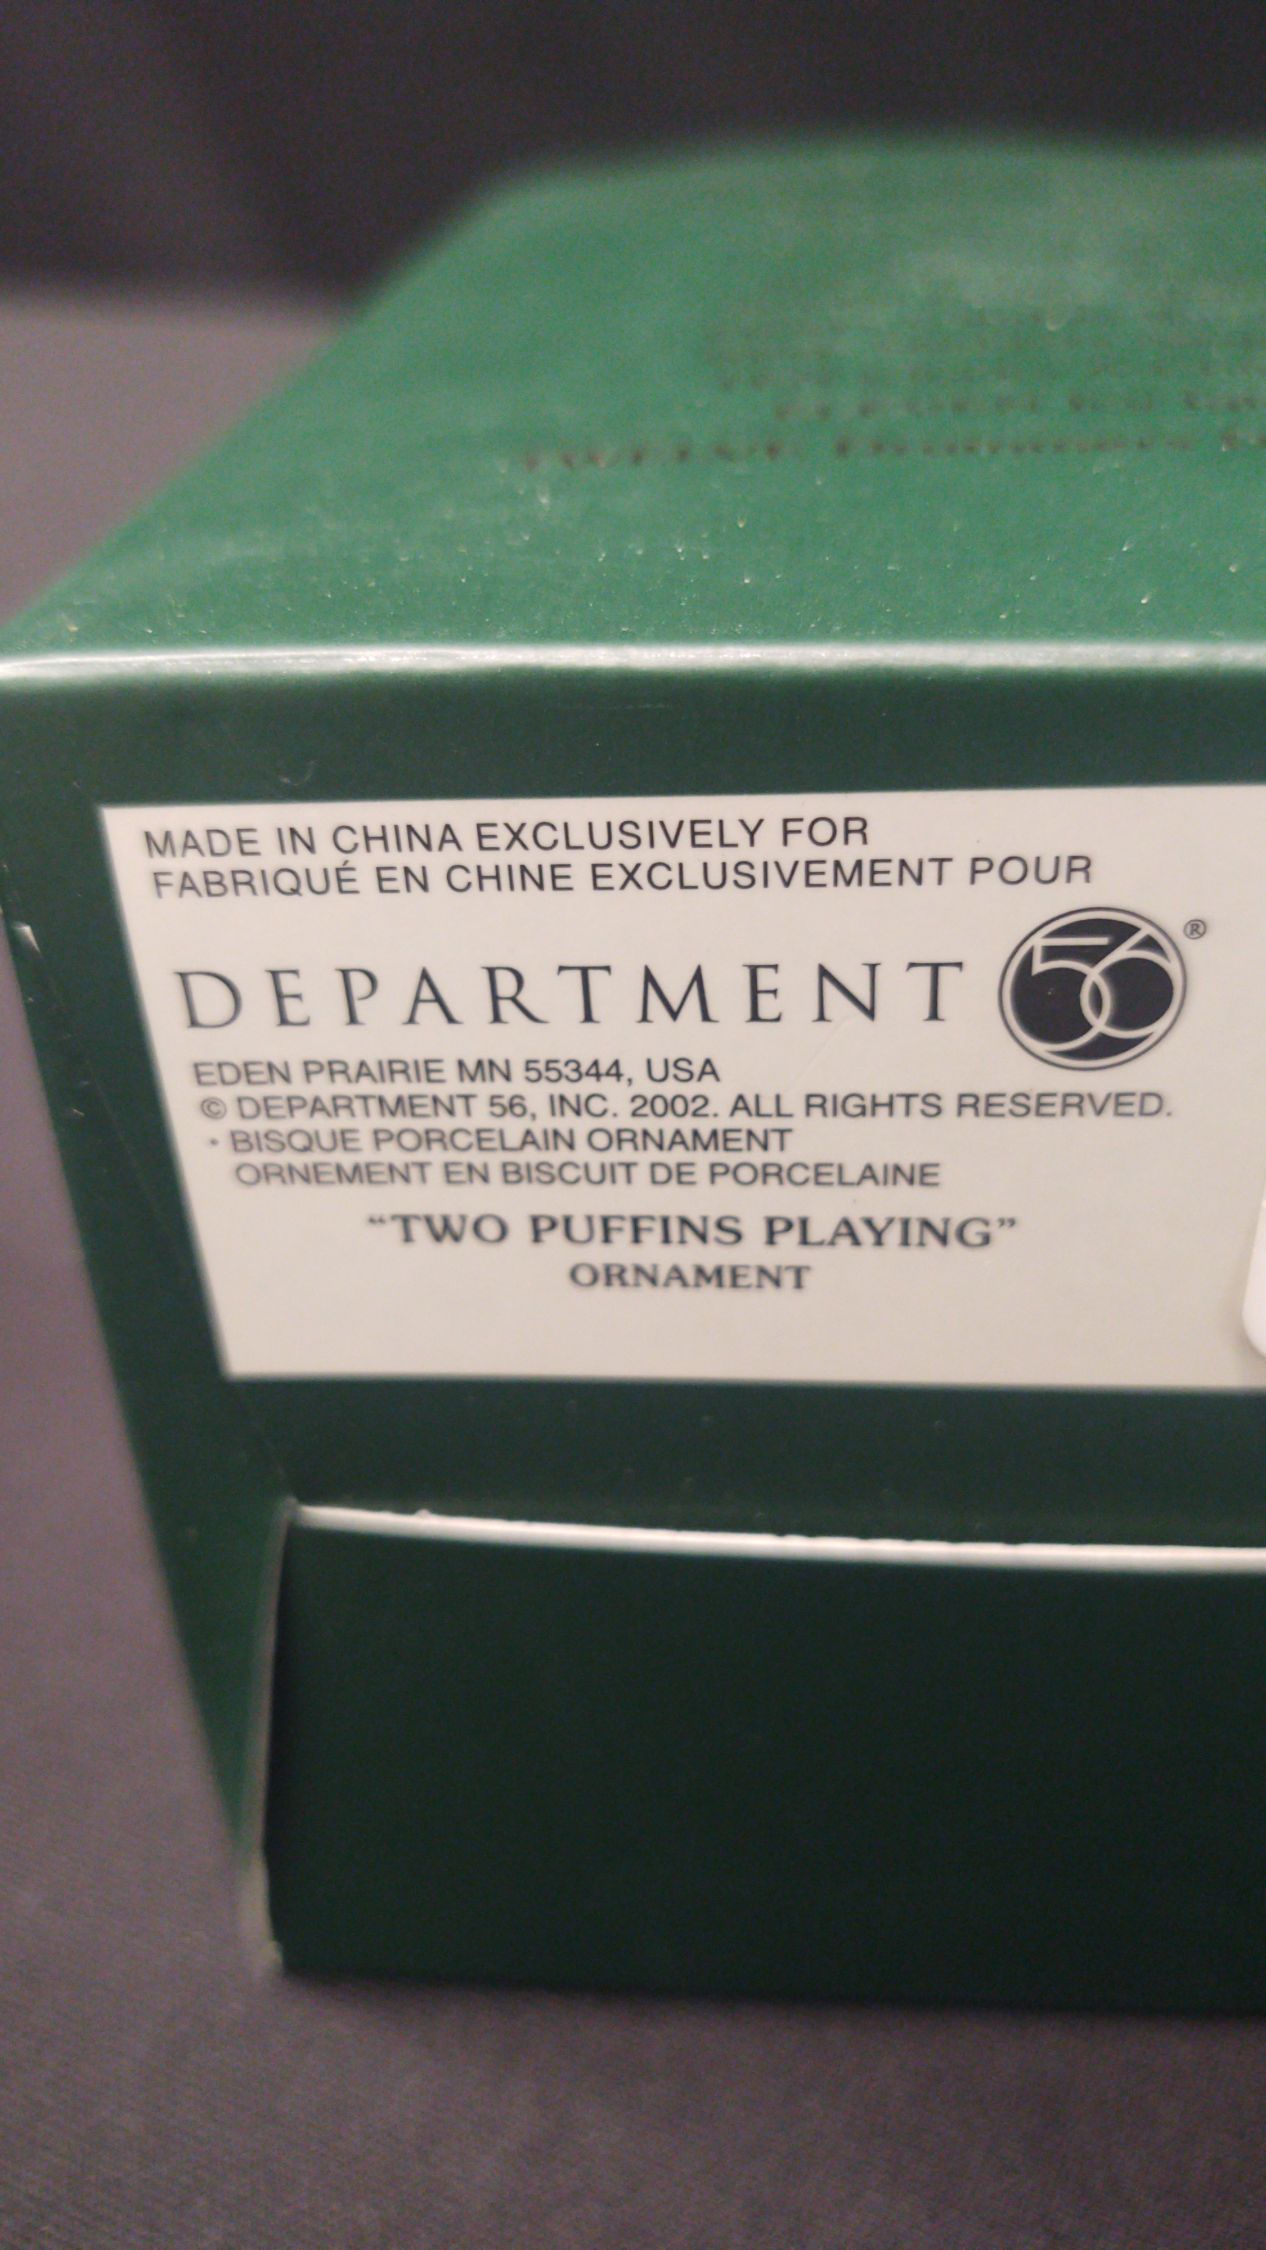 MADE IN CHINA EXCLUSIVELY FOR
FABRIQUÉ EN CHINE EXCLUSIVEMENT POUR
DEPARTMENT 56®
EDEN PRAIRIE MN 55344, USA
© DEPARTMENT 56, INC. 2002. ALL RIGHTS RESERVED.
• BISQUE PORCELAIN ORNAMENT
ORNEMENT EN BISCUIT DE PORCELAINE
“TWO PUFFINS PLAYING”
ORNAMENT